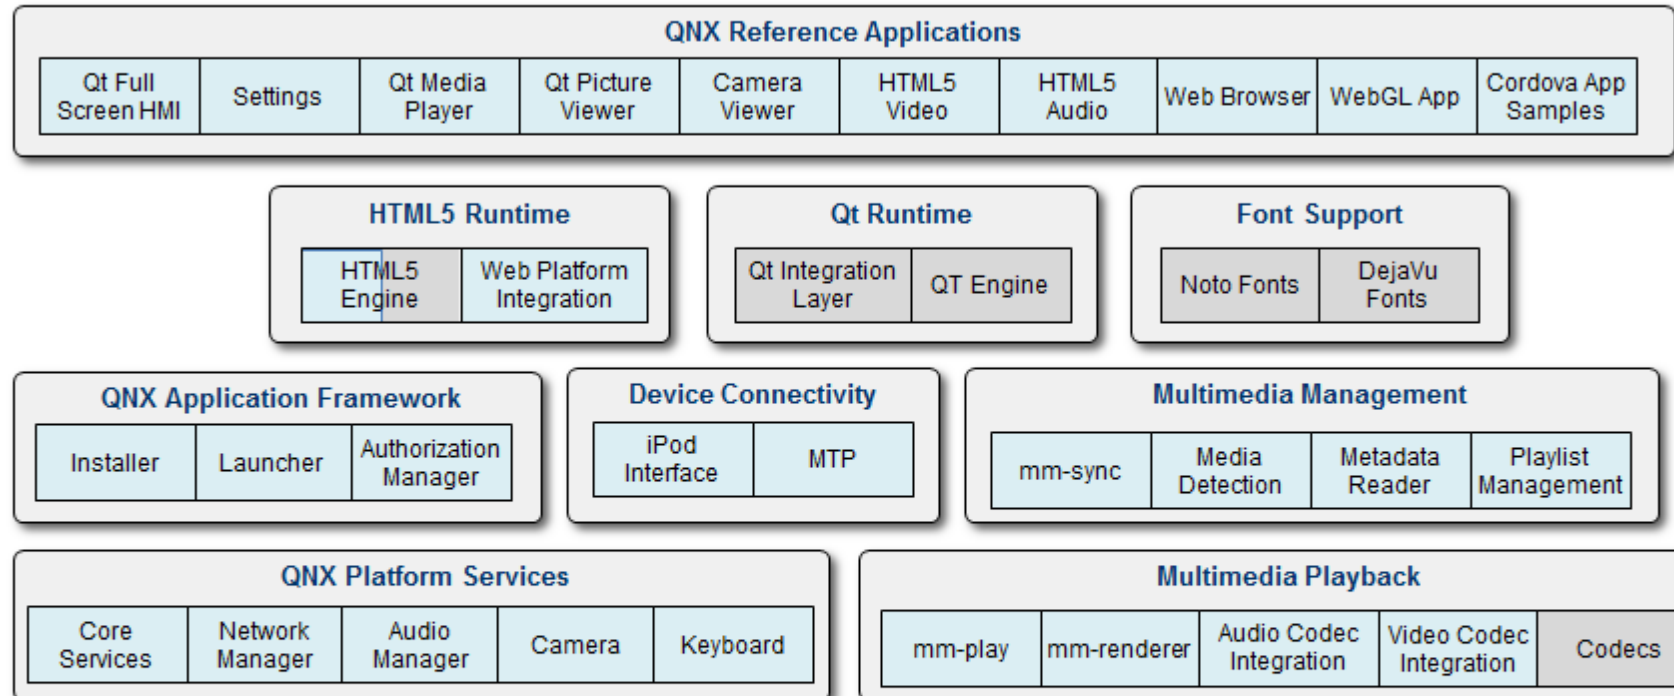 QNX Reference Applications
Qt Full
Screen HMI
Settings
Qt Media
Player
Qt Picture
Viewer
Camera
Viewer
HTML5
Video
HTML5
Audio
Web Browser
WebGL App
Cordova App
Samples
HTML5 Runtime
HTML5
Engine
Web Platform
Integration
Qt Runtime
Qt Integration
Layer
QT Engine
Font Support
Noto Fonts
DejaVu
Fonts
QNX Application Framework
Installer
Launcher
Authorization
Manager
Device Connectivity
iPod
Interface
MTP
Multimedia Management
mm-sync
Media
Detection
Metadata
Reader
Playlist
Management
QNX Platform Services
Core
Services
Network
Manager
Audio
Manager
Camera
Keyboard
Multimedia Playback
mm-play
mm-renderer
Audio Codec
Integration
Video Codec
Integration
Codecs